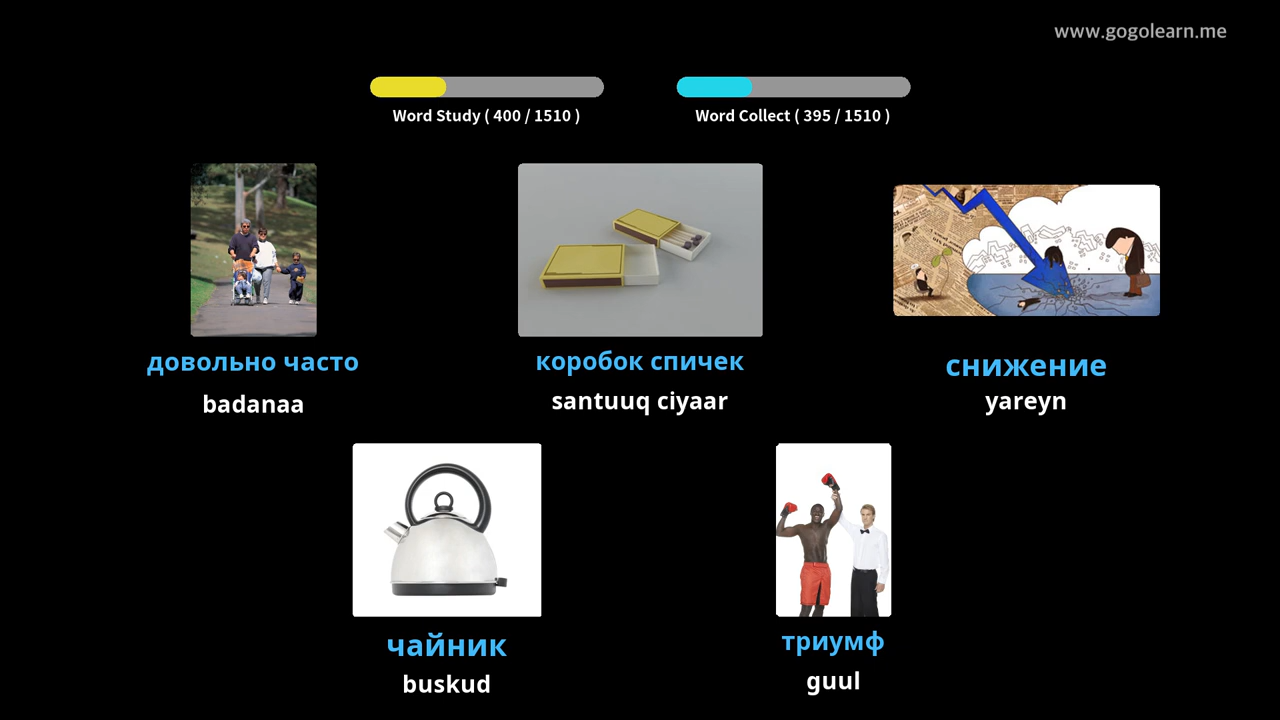 www.gogolearn.me
Word Study ( 400 / 1510 )
Word Collect ( 395 / 1510 )
довольно часто
badanaa
коробок спичек
santuuq ciyaar
снижение
yareyn
чайник
buskud
триумф
guul